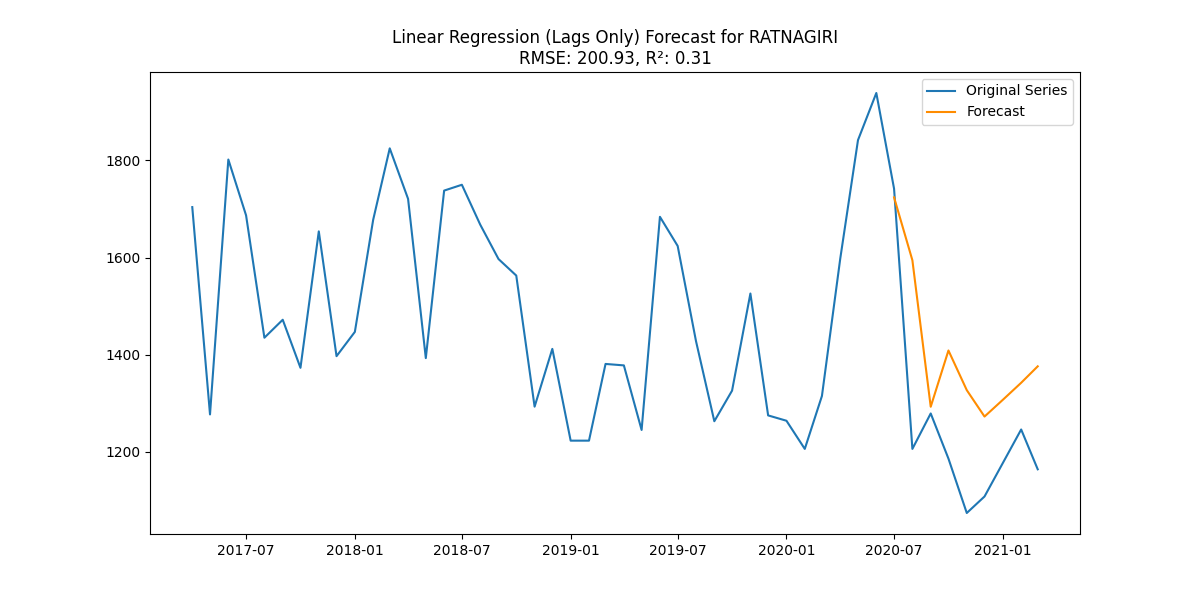 Linear Regression (Lags Only) Forecast for RATNAGIRI
RMSE: 200.93, R²: 0.31
Original Series
Forecast
1800
1600
1400
1200
2017-07 2018-01 2018-07 2019-01 2019-07 2020-01 2020-07 2021-01